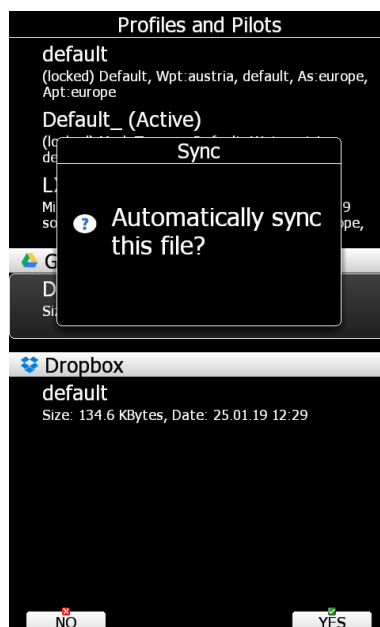 Profiles and Pilots
default
(locked) Default, Wpt:austria, default, As:europe,
Apt:europe
Default_ (Active)
Sync
Automatically sync
this file?
Dropbox
default
Size: 134.6 KBytes, Date: 25.01.19 12:29
NO
YES